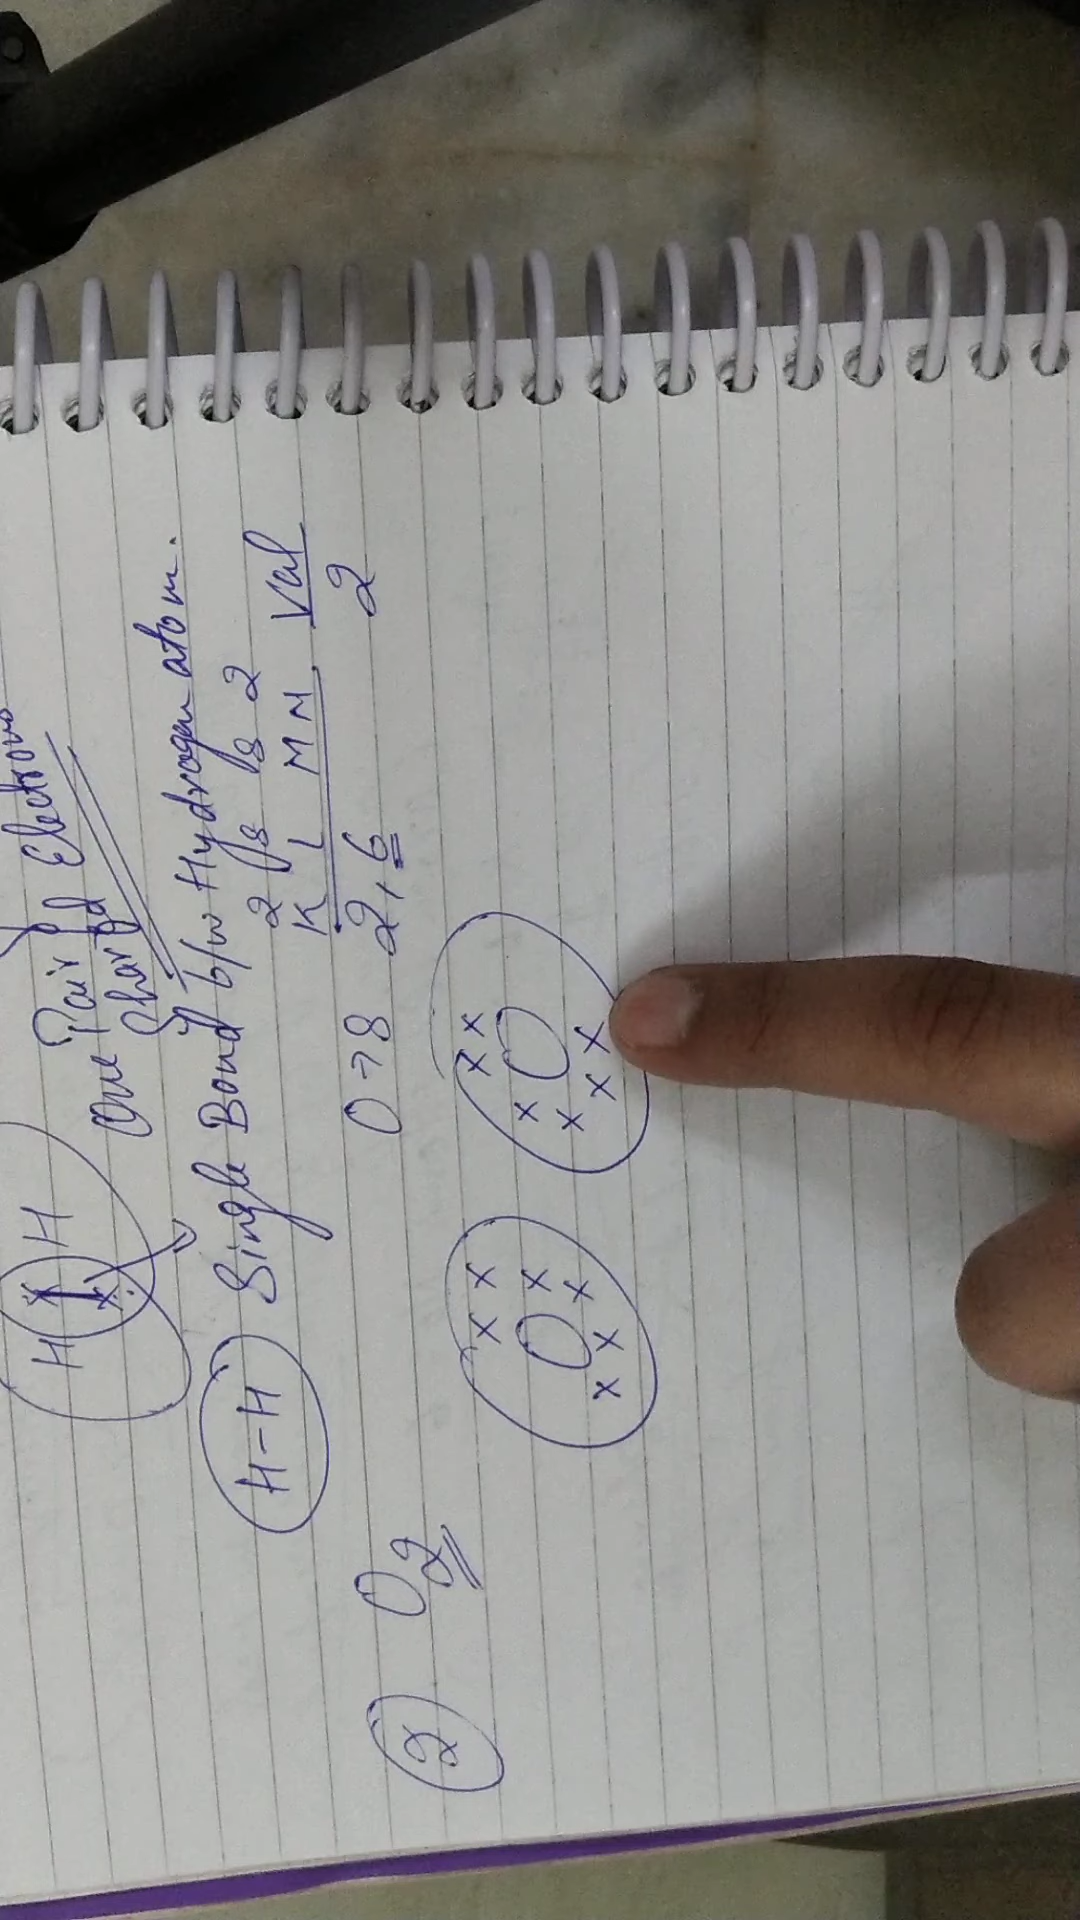 H x x H
One Pair of Electrons
Shared
H-H Single Bond b/w Hydrogen atom.
2 8 18 2
K L M N Val
2 O2 O → 8 2, 6 2
x x x x
x O x x O
x x x x x